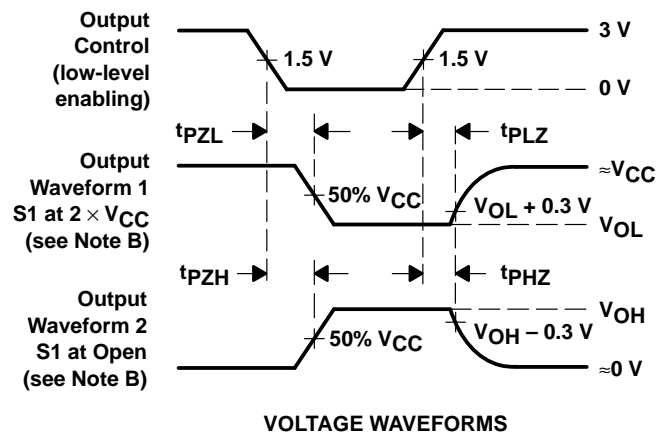 Output
Control
(low-level
enabling)
1.5 V
1.5 V
3 V
0 V
tPZL
tPLZ
Output
Waveform 1
S1 at 2 × VCC
(see Note B)
50% VCC
VOL + 0.3 V
≈VCC
VOL
tPZH
tPHZ
Output
Waveform 2
S1 at Open
(see Note B)
50% VCC
VOH – 0.3 V
VOH
≈0 V
VOLTAGE WAVEFORMS